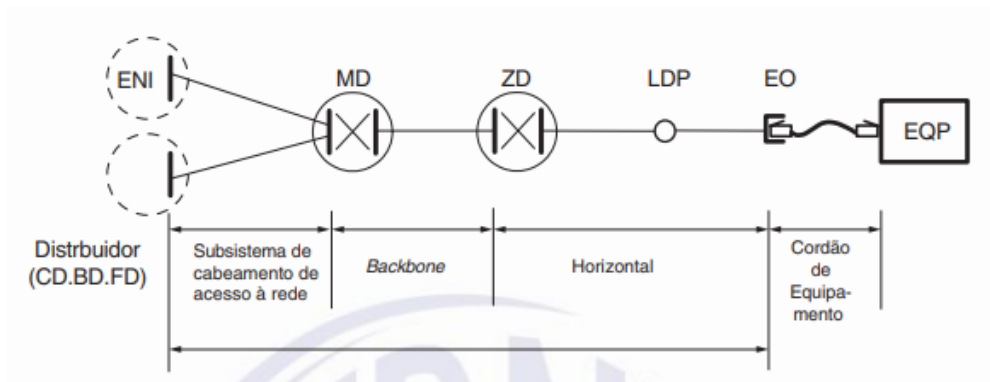 ENI
MD
ZD
LDP
EO
EQP
Distrbuidor
(CD.BD.FD)
Subsistema de
cabeamento de
acesso à rede
Backbone
Horizontal
Cordão
de
Equipa-
mento